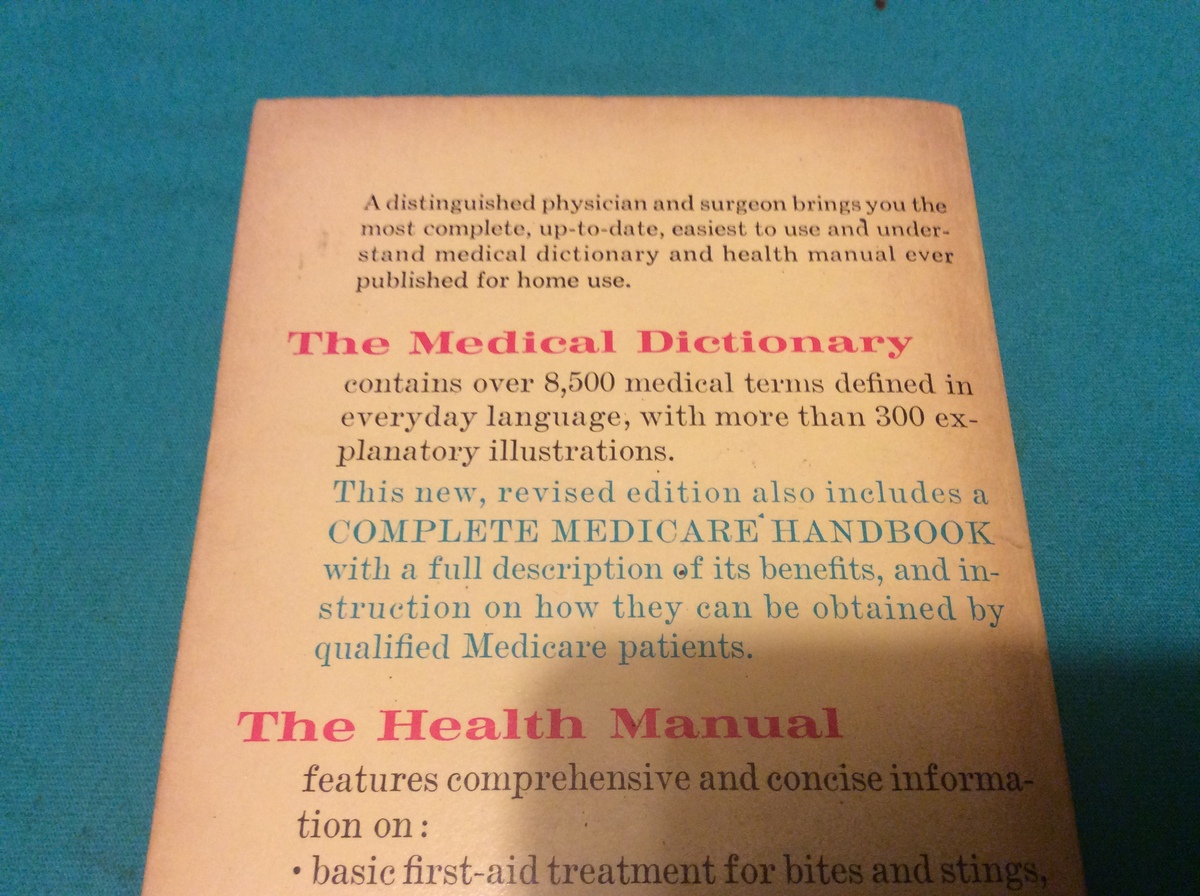 A distinguished physician and surgeon brings you the
most complete, up-to-date, easiest to use and under-
stand medical dictionary and health manual ever
published for home use.
The Medical Dictionary
contains over 8,500 medical terms defined in
everyday language, with more than 300 ex-
planatory illustrations.
This new, revised edition also includes a
COMPLETE MEDICARE HANDBOOK
with a full description of its benefits, and in-
struction on how they can be obtained by
qualified Medicare patients.
The Health Manual
features comprehensive and concise informa-
tion on:
• basic first-aid treatment for bites and stings,